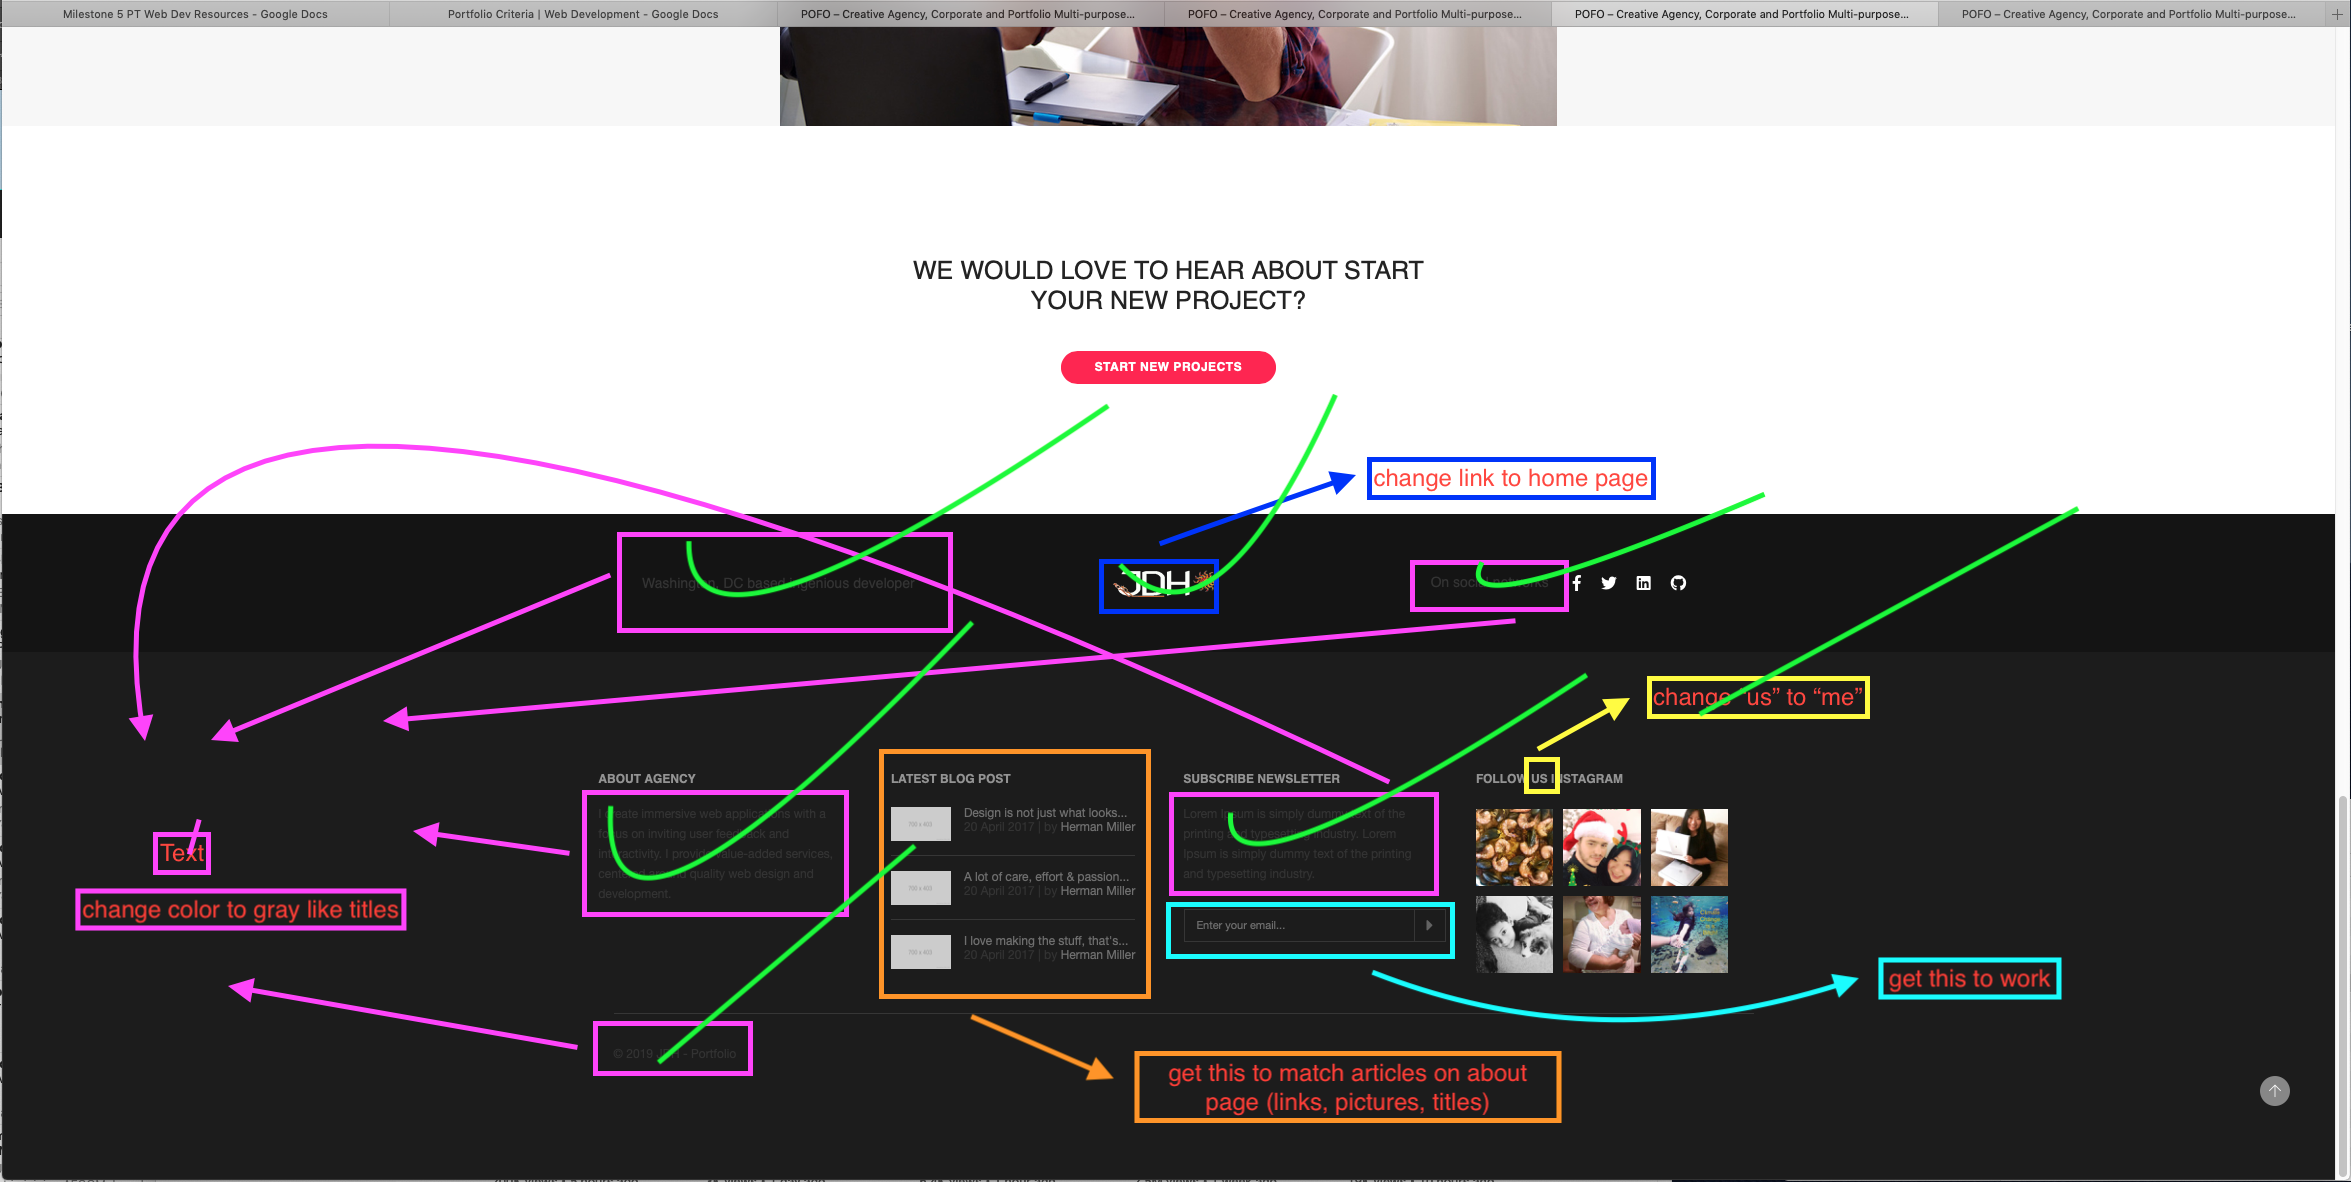 Milestone 5 PT Web Dev Resources - Google Docs
Portfolio Criteria | Web Development - Google Docs
POFO – Creative Agency, Corporate and Portfolio Multi-purpose...
POFO – Creative Agency, Corporate and Portfolio Multi-purpose...
POFO – Creative Agency, Corporate and Portfolio Multi-purpose...
POFO – Creative Agency, Corporate and Portfolio Multi-purpose...
WE WOULD LOVE TO HEAR ABOUT START
YOUR NEW PROJECT?
START NEW PROJECTS
change link to home page
Washington, DC based ingenious developer
JDH
On social networks
change “us” to “me”
ABOUT AGENCY
I create immersive web applications with a
focus on inviting user feedback and
interactivity. I provide value-added services,
centered around quality web design and
development.
LATEST BLOG POST
Design is not just what looks...
20 April 2017 | by Herman Miller
A lot of care, effort & passion...
20 April 2017 | by Herman Miller
I love making the stuff, that's...
20 April 2017 | by Herman Miller
SUBSCRIBE NEWSLETTER
Lorem Ipsum is simply dummy text of the
printing and typesetting industry. Lorem
Ipsum is simply dummy text of the printing
and typesetting industry.
Enter your email...
FOLLOW US INSTAGRAM
Text
change color to gray like titles
get this to work
© 2019 JDH - Portfolio
get this to match articles on about
page (links, pictures, titles)